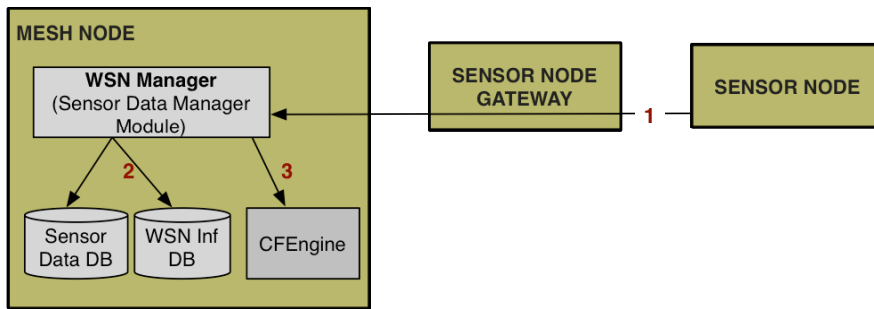 MESH NODE
WSN Manager
(Sensor Data Manager
Module)
2
3
Sensor
Data DB
WSN Inf
DB
CFEngine
SENSOR NODE
GATEWAY
1
SENSOR NODE